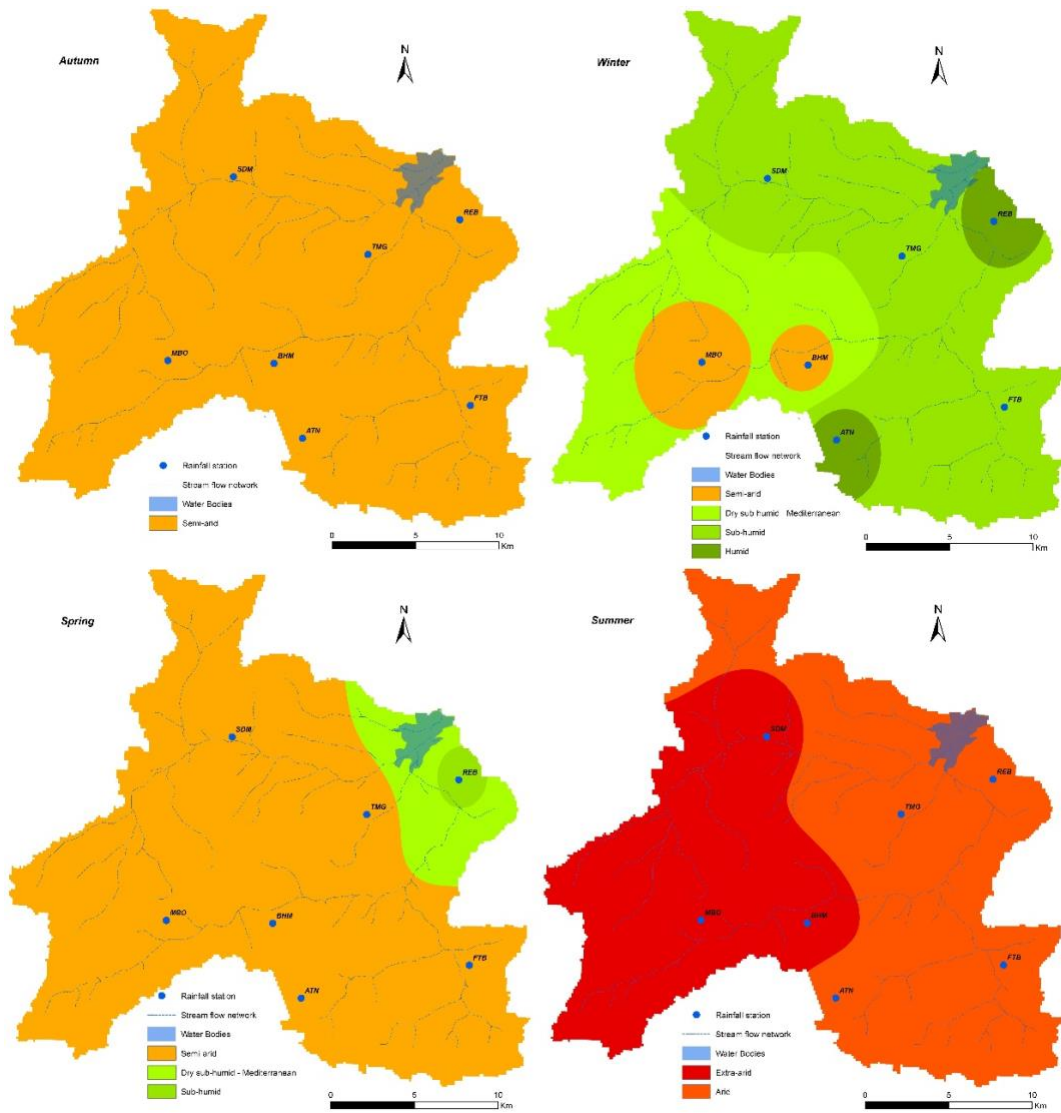 Autumn
N
SDM
REB
TMG
MBO
BHM
FTB
ATN
Rainfall station
Stream flow network
Water Bodies
Semi-arid
0 5 10
Km
Winter
N
SDM
REB
TMG
MBO
BHM
FTB
ATN
Rainfall station
Stream flow network
Water Bodies
Semi-arid
Dry sub humid - Mediterranean
Sub-humid
Humid
0 5 10
Km
Spring
N
SDM
REB
TMG
MBO
BHM
FTB
ATN
Rainfall station
Stream flow network
Water Bodies
Semi arid
Dry sub-humid - Mediterranean
Sub-humid
0 5 10
Km
Summer
N
SDM
REB
TMG
MBO
BHM
FTB
ATN
Rainfall station
Stream flow network
Water Bodies
Extra-arid
Arid
0 5 10
Km